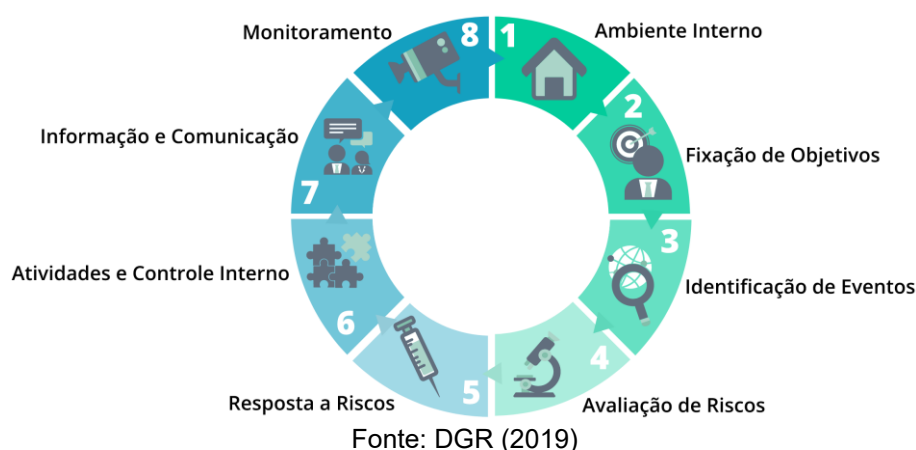 1
Ambiente Interno
2
Fixação de Objetivos
3
Identificação de Eventos
4
Avaliação de Riscos
5
Resposta a Riscos
6
Atividades e Controle Interno
7
Informação e Comunicação
8
Monitoramento
Fonte: DGR (2019)